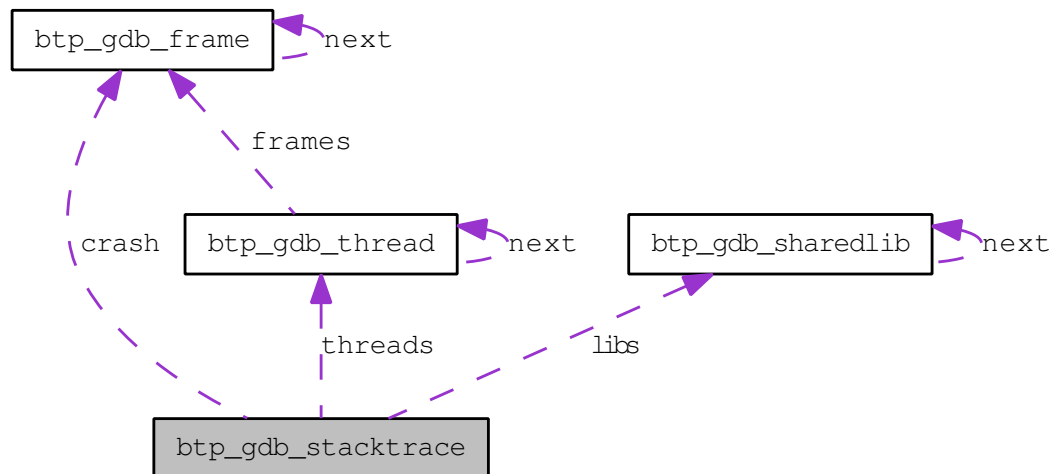 btp_gdb_frame
next
frames
btp_gdb_thread
next
btp_gdb_sharedlib
next
crash
threads
libs
btp_gdb_stacktrace